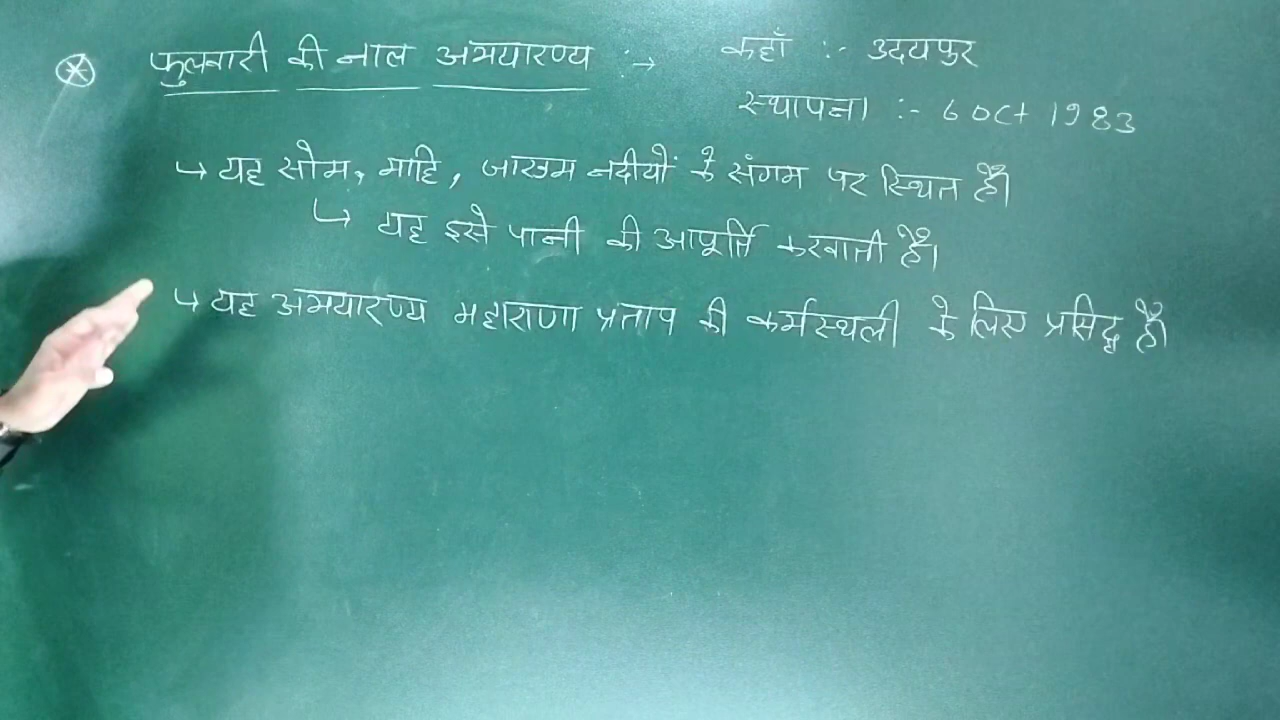 फुलवारी की नाल अभयारण्य :→ कहाँ :- उदयपुर
स्थापना :- 6 Oct 1983
↳ यह सोम, माहि, जाखम नदीयों के संगम पर स्थित हैं।
↳ यह इसे पानी की आपूर्ति करवाती हैं।
↳ यह अभयारण्य महाराणा प्रताप की कर्मस्थली के लिए प्रसिद्ध हैं।